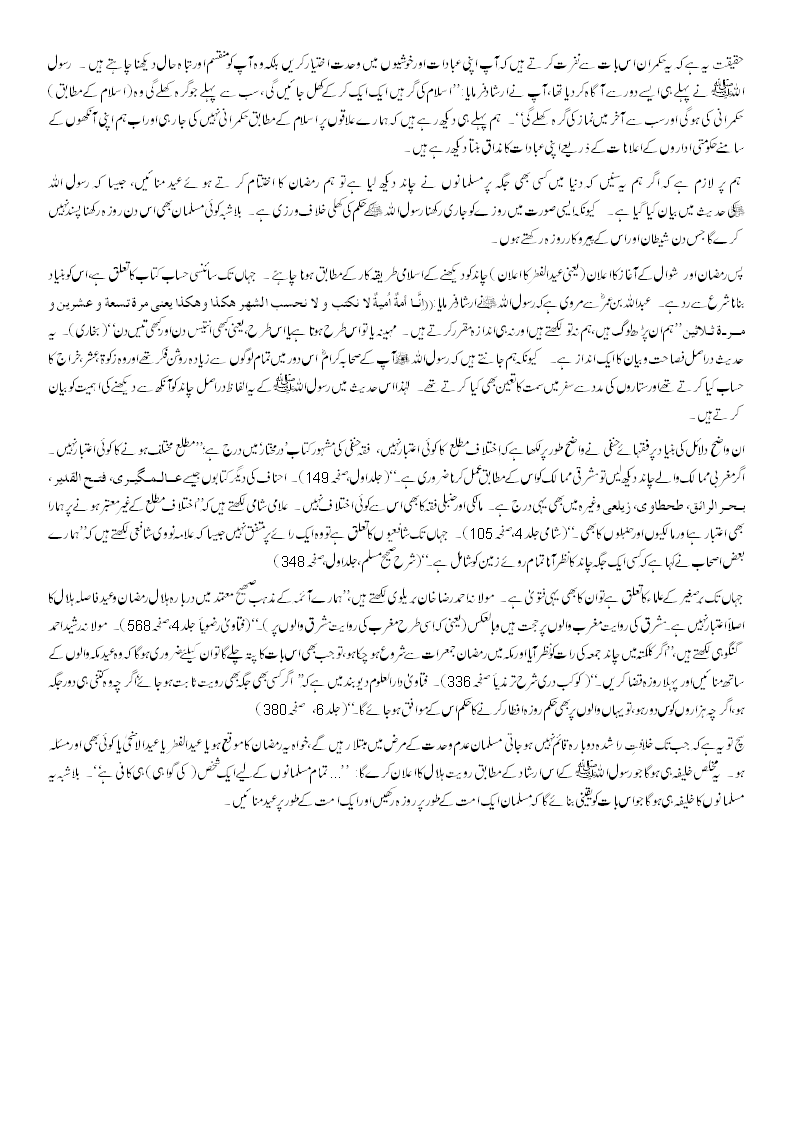 حقیقت یہ ہے کہ یہ حکمران اس بات سے نفرت کرتے ہیں کہ آپ اپنی عبادات اور خوشیوں میں وحدت اختیار کریں بلکہ وہ آپ کو منقسم اور تباہ حال دیکھنا چاہتے ہیں ۔ رسول
اللہ ﷺ نے پہلے ہی ایسے دور سے آگاہ کر دیا تھا، آپ نے ارشاد فرمایا: ’’اسلام کی گرہیں ایک ایک کر کے کھل جائیں گی، سب سے پہلے جو گرہ کھلے گی وہ (اسلام کے مطابق )
حکمرانی کی ہوگی اور سب سے آخر میں نماز کی گرہ کھلے گی‘‘۔ ہم پہلے ہی دیکھ رہے ہیں کہ ہمارے علاقوں پر اسلام کے مطابق حکمرانی نہیں کی جا رہی اور اب ہم اپنی آنکھوں کے
سامنے حکومتی اداروں کے اعلانات کے ذریعے اپنی عبادات کا مذاق بنتا دیکھ رہے ہیں ۔
ہم پر لازم ہے کہ اگر ہم یہ سنیں کہ دنیا میں کسی بھی جگہ پر مسلمانوں نے چاند دیکھ لیا ہے تو ہم رمضان کا اختتام کرتے ہوئے عید منائیں، جیسا کہ رسول اللہ
ﷺ کی حدیث میں بیان کیا گیا ہے ۔ کیونکہ ایسی صورت میں روزے کو جاری رکھنا رسول اللہ ﷺ کے حکم کی کھلی خلاف ورزی ہے ۔ بلاشبہ کوئی مسلمان بھی اس دن روزہ رکھنا پسند نہیں
کرے گا جس دن شیطان اور اس کے پیروکار روزہ رکھتے ہوں ۔
پس رمضان اور شوال کے آغاز کا اعلان (یعنی عید الفطر کا اعلان ) چاند کو دیکھنے کے اسلامی طریقہ کار کے مطابق ہونا چاہئے ۔ جہاں تک سائنسی حساب کتاب کا تعلق ہے، اس کو بنیاد
بنانا شرع سے رد ہے ۔ عبداللہ بن عمرؓ سے مروی ہے کہ رسول اللہ ﷺ نے ارشاد فرمایا: ((انّا اُمة اُميةُ لا نكتب و لا نحسب الشهر هكذا وهكذا يعنى مرة تسعة و عشرين و
مرة ثلاثين’’ہم ان پڑھ لوگ ہیں، ہم نہ تو لکھتے ہیں اور نہ ہی اندازہ مقرر کرتے ہیں ۔ مہینہ یا تو اس طرح ہوتا ہے یا اس طرح، یعنی کبھی انتیس دن اور کبھی تیس دن‘‘( بخاری )۔ یہ
حدیث دراصل فصاحت و بیان کا ایک انداز ہے ۔ کیونکہ ہم جانتے ہیں کہ رسول اللہ ﷺ آپ کے صحابہ کرامؓ اس دور میں تمام لوگوں سے زیادہ روشن فکر تھے اور وہ زکوٰۃ، عشر، خراج کا
حساب کیا کرتے تھے اور ستاروں کی مدد سے سفر میں سمت کا تعین بھی کیا کرتے تھے ۔ لہٰذا اس حدیث میں رسول اللہ ﷺ کے یہ الفاظ دراصل چاند کو آنکھ سے دیکھنے کی اہمیت کو بیان
کرتے ہیں ۔
ان واضح دلائل کی بنیاد پر فقہائے حنفی نے واضح طور پر لکھا ہے کہ اختلاف مطلع کا کوئی اعتبار نہیں، فقہ حنفی کی مشہور کتاب ’در مختار‘ میں درج ہے، ’’مطلع مختلف ہونے کا کوئی اعتبار نہیں ۔
اگر مغربی ممالک والے چاند دیکھ لیں تو مشرقی ممالک کو اس کے مطابق عمل کرنا ضروری ہے ۔‘‘ ( جلد اول، صفحہ 149)۔ احناف کی دیگر کتابوں جیسے عالمگیری، فتح القدیر ،
بحر الرائق، طحطاوی، زیلعی وغیرہ میں بھی یہی درج ہے ۔ مالکی اور حنبلی فقہ کا بھی اس سے کوئی اختلاف نہیں ۔ علامی شامی لکھتے ہیں کہ ’’اختلاف مطلع کے غیر معتبر ہونے پر ہمارا
بھی اعتبار ہے اور مالکیوں اور حنبلیوں کا بھی ۔‘‘ (شامی جلد 4، صفحہ 105 )۔ جہاں تک شافعیوں کا تعلق ہے تو وہ ایک رائے پر متفق نہیں جیسا کہ علامہ نووی شافعی لکھتے ہیں کہ ’’ہمارے
بعض اصحاب نے کہا ہے کہ کسی ایک جگہ چاند کا نظر آنا تمام روئے زمین کو شامل ہے ۔‘‘ (شرح صحیح مسلم، جلد اول، صفحہ 348 )
جہاں تک برصغیر کے علماء کا تعلق ہے تو ان کا بھی یہی فتویٰ ہے ۔ مولانا احمد رضا خان بریلوی لکھتے ہیں، ’’ہمارے آئمہ کے مذہب صحیح معتمد میں دربارہ ہلال رمضان و عید فاصلہ ہلال کا
اصلاً اعتبار نہیں ہے ۔ مشرق کی روایت مغرب والوں پر حجت ہیں و بالعکس (یعنی کہ اسی طرح مغرب کی روایت مشرق والوں پر ) ۔‘‘ (فتاویٰ رضویہ، جلد 4، صفحہ 568 )۔ مولانا رشید احمد
گنگوہی لکھتے ہیں، ’’اگر کلکتہ میں چاند جمعہ کی رات کو نظر آیا اور مکہ میں رمضان جمعرات سے شروع ہو چکا ہو، تو جب بھی اس بات کا پتہ چلے گا تو ان کیلئے ضروری ہوگا کہ وہ عید مکہ والوں کے
ساتھ منائیں اور پہلا روزہ قضا کریں ۔‘‘ (کوکب دری شرح ترمذی، صفحہ 336 )۔ فتاویٰ دار العلوم دیوبند میں ہے کہ ’’اگر کسی بھی جگہ بھی رویت ثابت ہو جائے اگر چہ وہ کتنی ہی دور جگہ
ہو، اگر چہ ہزاروں کوس دور ہو، تو یہاں والوں پر بھی حکم روزہ افطار کرنے کا حکم اس کے موافق ہو جائے گا ۔‘‘ ( جلد 6، صفحہ 380 )
سچ تو یہ ہے کہ جب تک خلافتِ راشدہ دوبارہ قائم نہیں ہو جاتی مسلمان عدم وحدت کے مرض میں مبتلا رہیں گے، خواہ یہ رمضان کا موقع ہو یا عید الفطر یا عید الاضحیٰ یا کوئی بھی اور مسئلہ
ہو ۔ یہ مخلص خلیفہ ہی ہوگا جو رسول اللہ ﷺ کے اس ارشاد کے مطابق رویت ہلال کا اعلان کرے گا: ’’... تمام مسلمانوں کے لیے ایک شخص ( کی گواہی) ہی کافی ہے‘‘۔ بلاشبہ یہ
مسلمانوں کا خلیفہ ہی ہوگا جو اس بات کو یقینی بنائے گا کہ مسلمان ایک امت کے طور پر روزہ رکھیں اور ایک امت کے طور پر عید منائیں ۔